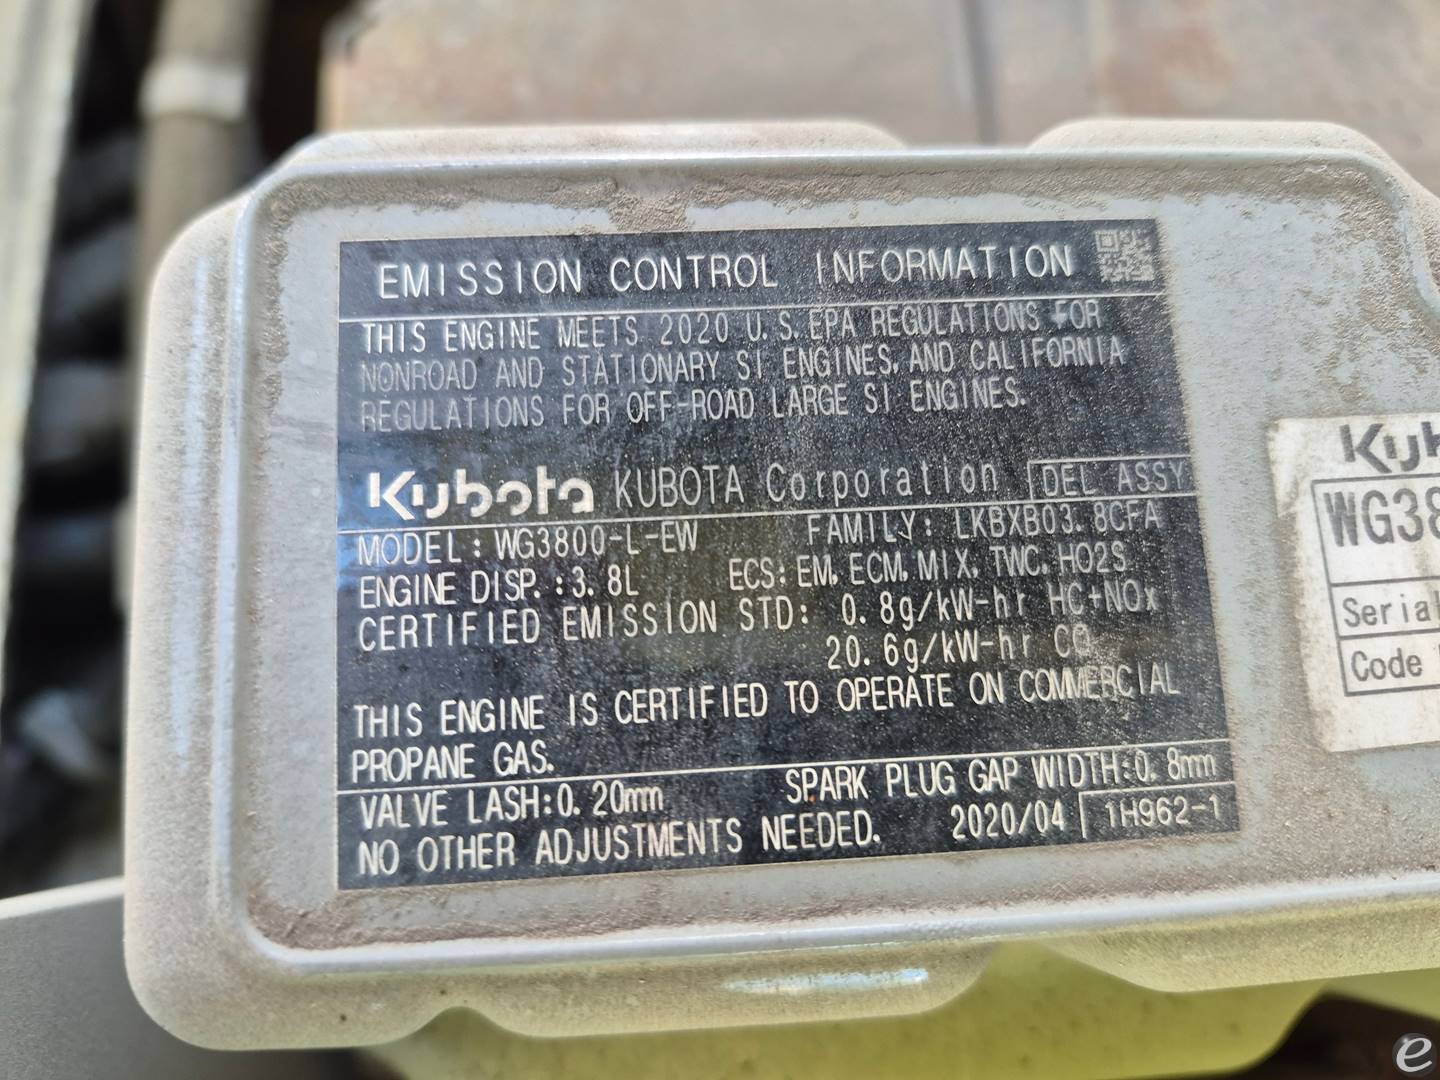 EMISSION CONTROL INFORMATION
THIS ENGINE MEETS 2020 U.S.EPA REGULATIONS FOR
NONROAD AND STATIONARY SI ENGINES, AND CALIFORNIA
REGULATIONS FOR OFF-ROAD LARGE SI ENGINES.
Kubota KUBOTA Corporation DEL ASSY
MODEL: WG3800-L-EW FAMILY: LKBXB03.8CFA
ENGINE DISP.:3.8L ECS: EM, ECM, MIX, TWC, HO2S
CERTIFIED EMISSION STD: 0.8g/kW-hr HC+NOx
20.6g/kW-hr CO
THIS ENGINE IS CERTIFIED TO OPERATE ON COMMERCIAL
PROPANE GAS.
VALVE LASH:0.20mm SPARK PLUG GAP WIDTH:0.8mm
NO OTHER ADJUSTMENTS NEEDED. 2020/04 1H962-1
Kub
WG38
Serial
Code
e